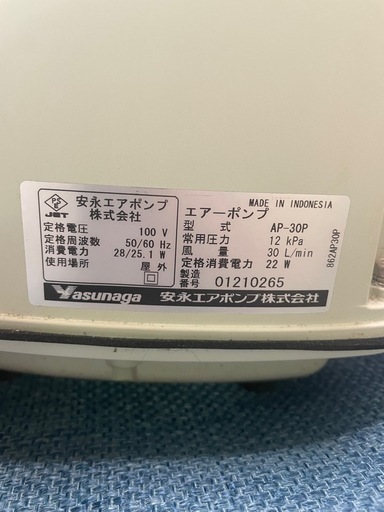 MADE IN INDONESIA
PS
E
JET
安永エアポンプ
株式会社
定格電圧 100 V
定格周波数 50/60 Hz
消費電力 28/25.1 W
使用場所 屋外
エアーポンプ
型式 AP-30P
常用圧力 12 kPa
風量 30 L/min
定格消費電力 22 W
製造
番号 01210265
862AP30P
Yasunaga 安永エアポンプ株式会社